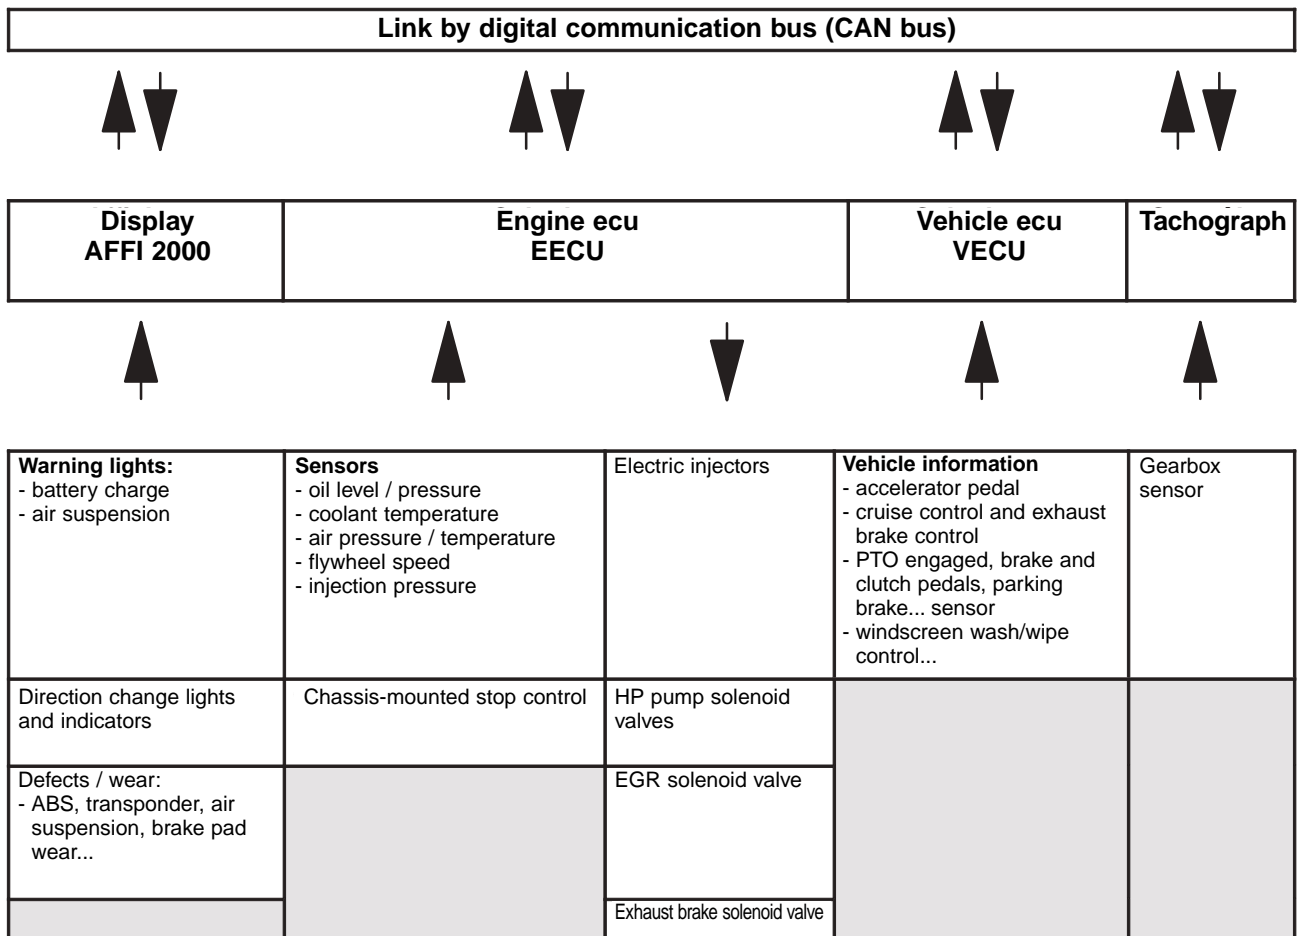 Link by digital communication bus (CAN bus)
Display
AFFI 2000
Engine ecu
EECU
Vehicle ecu
VECU
Tachograph
Warning lights:
- battery charge
- air suspension
Sensors
- oil level / pressure
- coolant temperature
- air pressure / temperature
- flywheel speed
- injection pressure
Electric injectors
Vehicle information
- accelerator pedal
- cruise control and exhaust
brake control
- PTO engaged, brake and
clutch pedals, parking
brake... sensor
- windscreen wash/wipe
control...
Gearbox
sensor
Direction change lights
and indicators
Chassis-mounted stop control
HP pump solenoid
valves
Defects / wear:
- ABS, transponder, air
suspension, brake pad
wear...
EGR solenoid valve
Exhaust brake solenoid valve